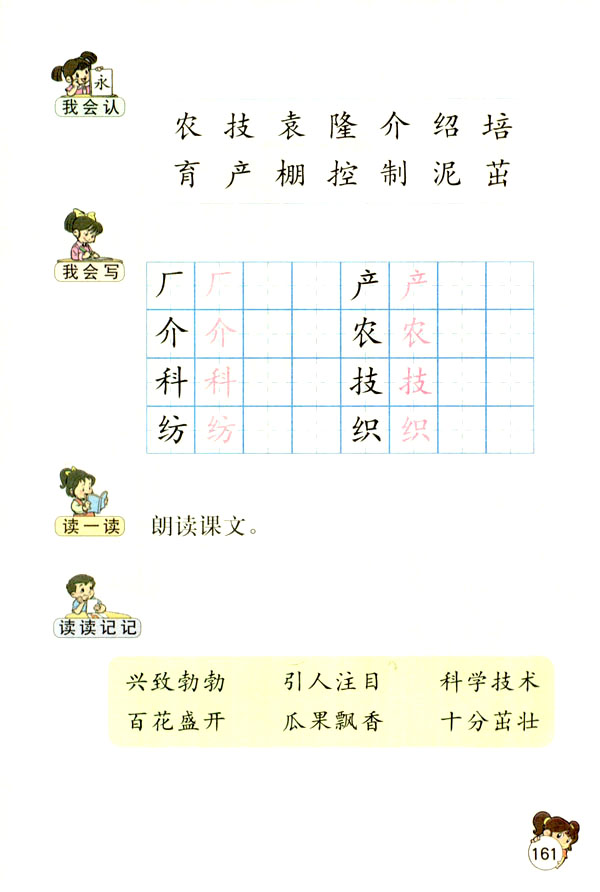 永
我会认
农 技 袁 隆 介 绍 培
育 产 棚 控 制 泥 茁
我会写
厂 厂 产 产
介 介 农 农
科 科 技 技
纺 纺 织 织
读一读
朗读课文。
读读记记
兴致勃勃 引人注目 科学技术
百花盛开 瓜果飘香 十分茁壮
161